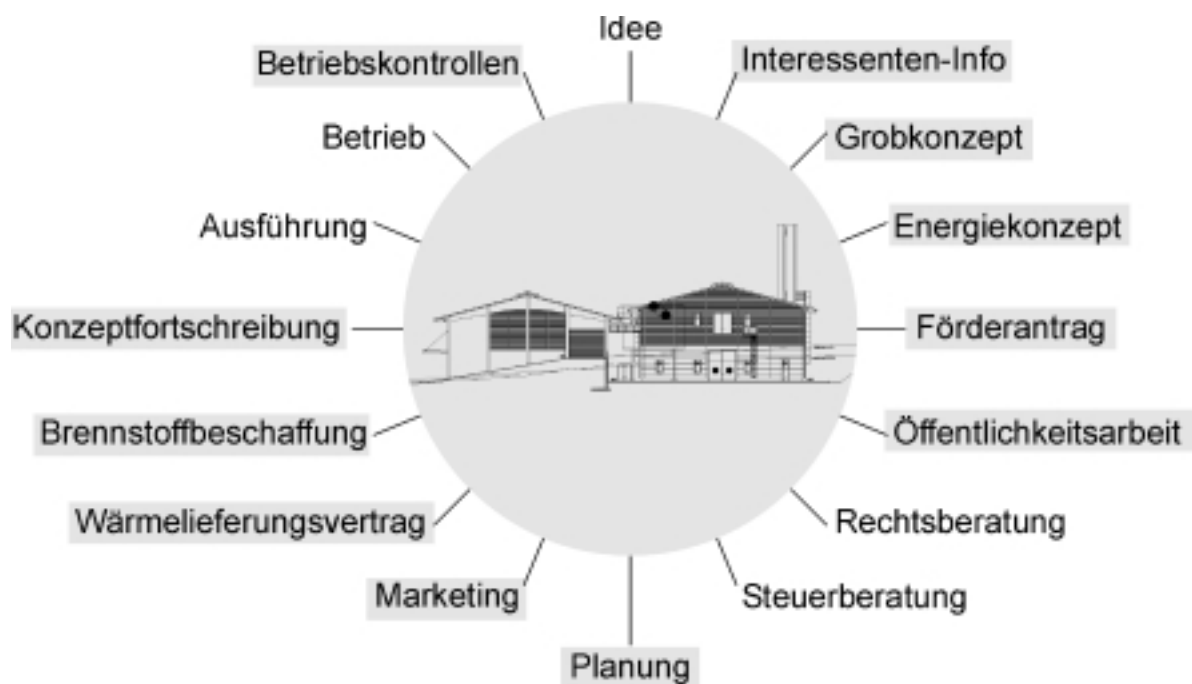 Idee
Interessenten-Info
Grobkonzept
Energiekonzept
Förderantrag
Öffentlichkeitsarbeit
Rechtsberatung
Steuerberatung
Planung
Marketing
Wärmelieferungsvertrag
Brennstoffbeschaffung
Konzeptfortschreibung
Ausführung
Betrieb
Betriebskontrollen